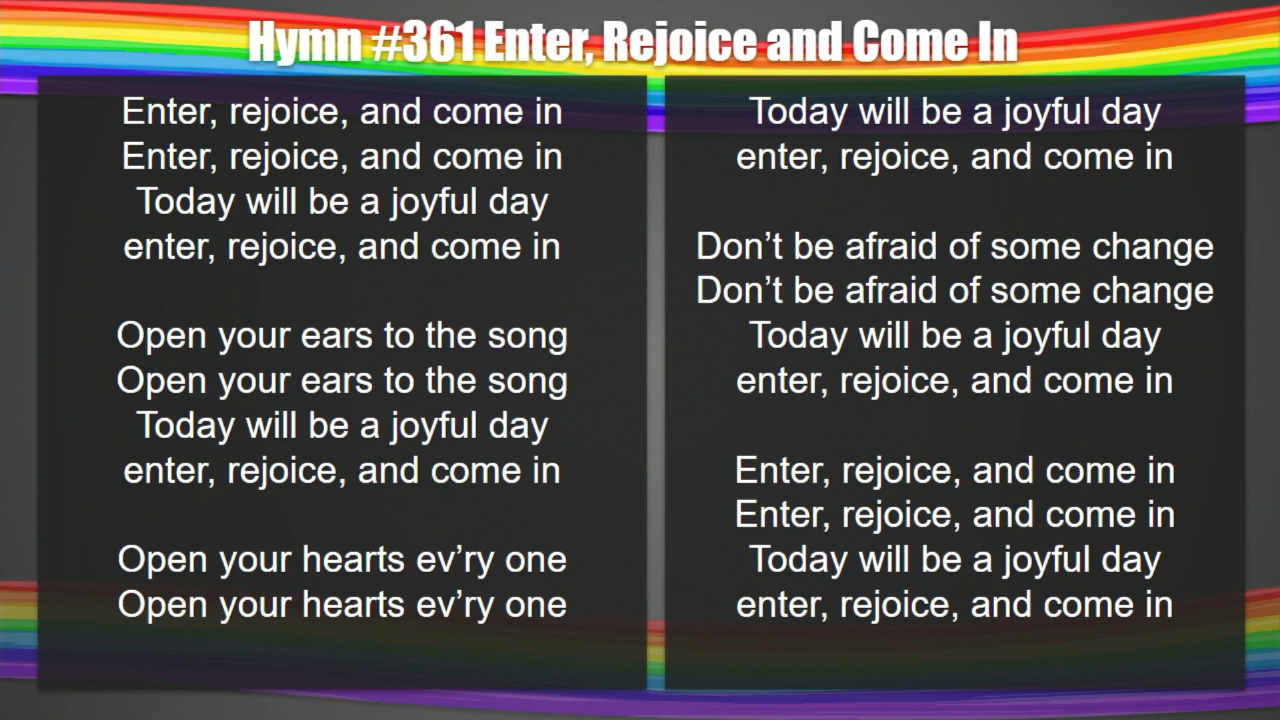 Hymn #361 Enter, Rejoice and Come In
Enter, rejoice, and come in
Enter, rejoice, and come in
Today will be a joyful day
enter, rejoice, and come in
Open your ears to the song
Open your ears to the song
Today will be a joyful day
enter, rejoice, and come in
Open your hearts ev’ry one
Open your hearts ev’ry one
Today will be a joyful day
enter, rejoice, and come in
Don’t be afraid of some change
Don’t be afraid of some change
Today will be a joyful day
enter, rejoice, and come in
Enter, rejoice, and come in
Enter, rejoice, and come in
Today will be a joyful day
enter, rejoice, and come in